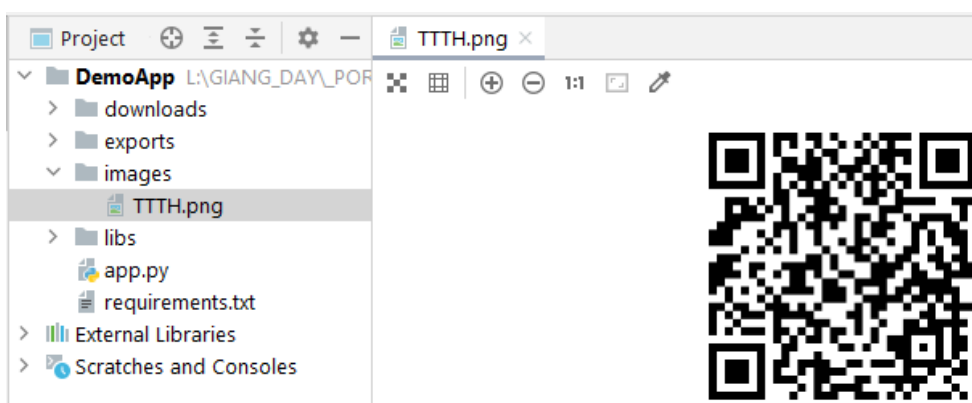 Project
TTTH.png
DemoApp L:\GIANG_DAY\_POR
1:1
downloads
exports
images
TTTH.png
libs
app.py
requirements.txt
External Libraries
Scratches and Consoles